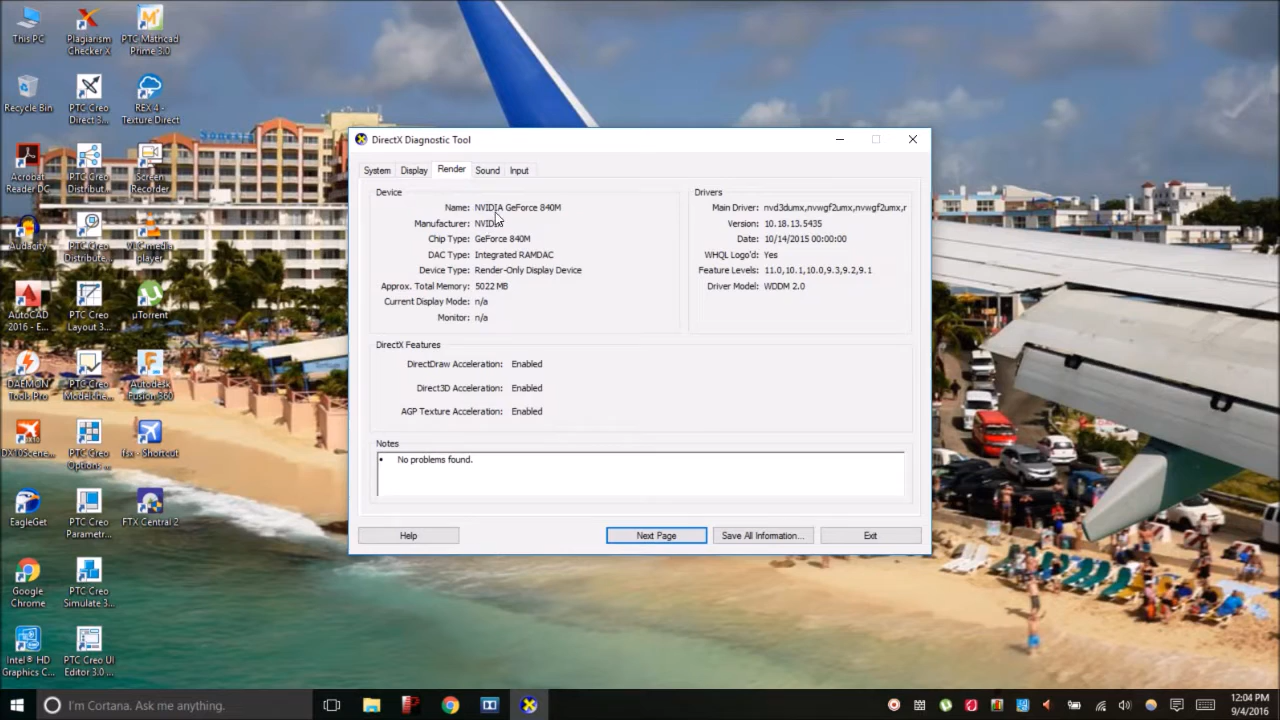 This PC
Plagiarism
Checker X
PTC Mathcad
Prime 3.0
Recycle Bin
PTC Creo
Direct 3...
REX 4 -
Texture Direct
Acrobat
Reader DC
PTC Creo
Distribut...
Screen
Recorder
Audacity
PTC Creo
Distribute...
VLC media
player
AutoCAD
2016 - E...
PTC Creo
Layout 3...
µTorrent
DAEMON
Tools Pro
PTC Creo
Modelche...
Autodesk
Fusion 360
DX10Scene...
PTC Creo
Options ...
fsx - Shortcut
EagleGet
PTC Creo
Parametr...
FTX Central 2
Google
Chrome
PTC Creo
Simulate 3...
Intel® HD
Graphics C...
PTC Creo UI
Editor 3.0 ...
DirectX Diagnostic Tool
System Display Render Sound Input
Device
Name: NVIDIA GeForce 840M
Manufacturer: NVIDIA
Chip Type: GeForce 840M
DAC Type: Integrated RAMDAC
Device Type: Render-Only Display Device
Approx. Total Memory: 5022 MB
Current Display Mode: n/a
Monitor: n/a
Drivers
Main Driver: nvd3dumx,nvwgf2umx,nvwgf2umx,r
Version: 10.18.13.5435
Date: 10/14/2015 00:00:00
WHQL Logo'd: Yes
Feature Levels: 11.0,10.1,10.0,9.3,9.2,9.1
Driver Model: WDDM 2.0
DirectX Features
DirectDraw Acceleration: Enabled
Direct3D Acceleration: Enabled
AGP Texture Acceleration: Enabled
Notes
• No problems found.
Help Next Page Save All Information... Exit
I'm Cortana. Ask me anything.
12:04 PM
9/4/2016